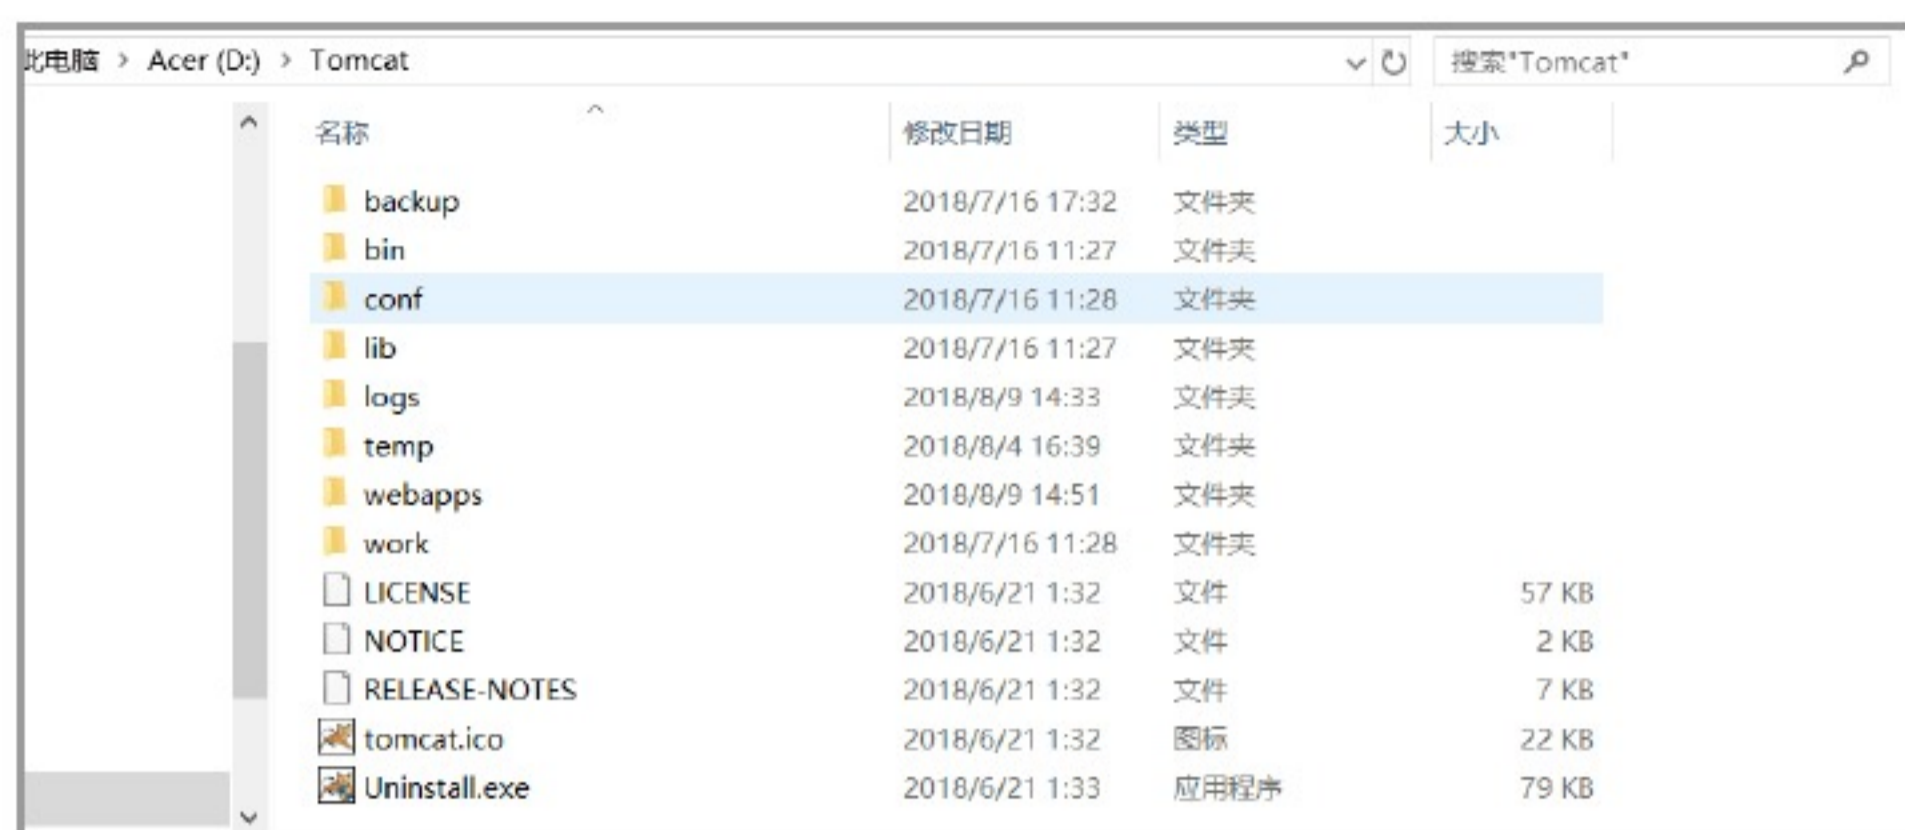 此电脑 > Acer (D:) > Tomcat 搜索"Tomcat"
名称 修改日期 类型 大小
backup 2018/7/16 17:32 文件夹
bin 2018/7/16 11:27 文件夹
conf 2018/7/16 11:28 文件夹
lib 2018/7/16 11:27 文件夹
logs 2018/8/9 14:33 文件夹
temp 2018/8/4 16:39 文件夹
webapps 2018/8/9 14:51 文件夹
work 2018/7/16 11:28 文件夹
LICENSE 2018/6/21 1:32 文件 57 KB
NOTICE 2018/6/21 1:32 文件 2 KB
RELEASE-NOTES 2018/6/21 1:32 文件 7 KB
tomcat.ico 2018/6/21 1:32 图标 22 KB
Uninstall.exe 2018/6/21 1:33 应用程序 79 KB